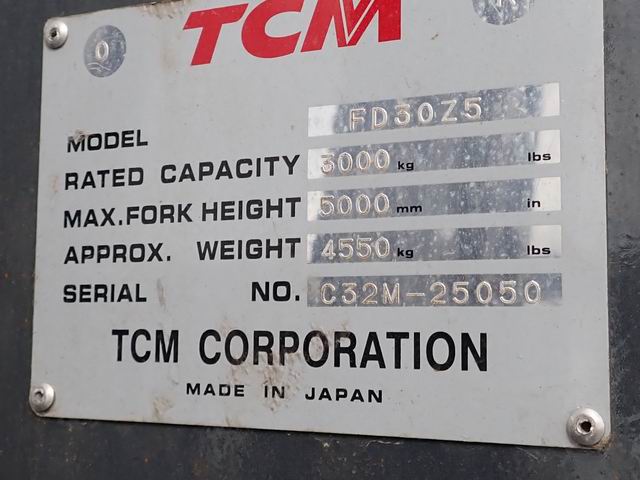 TCM
MODEL FD30Z5
RATED CAPACITY 3000 kg lbs
MAX.FORK HEIGHT 5000 mm in
APPROX. WEIGHT 4550 kg lbs
SERIAL NO. C32M-25050
TCM CORPORATION
MADE IN JAPAN